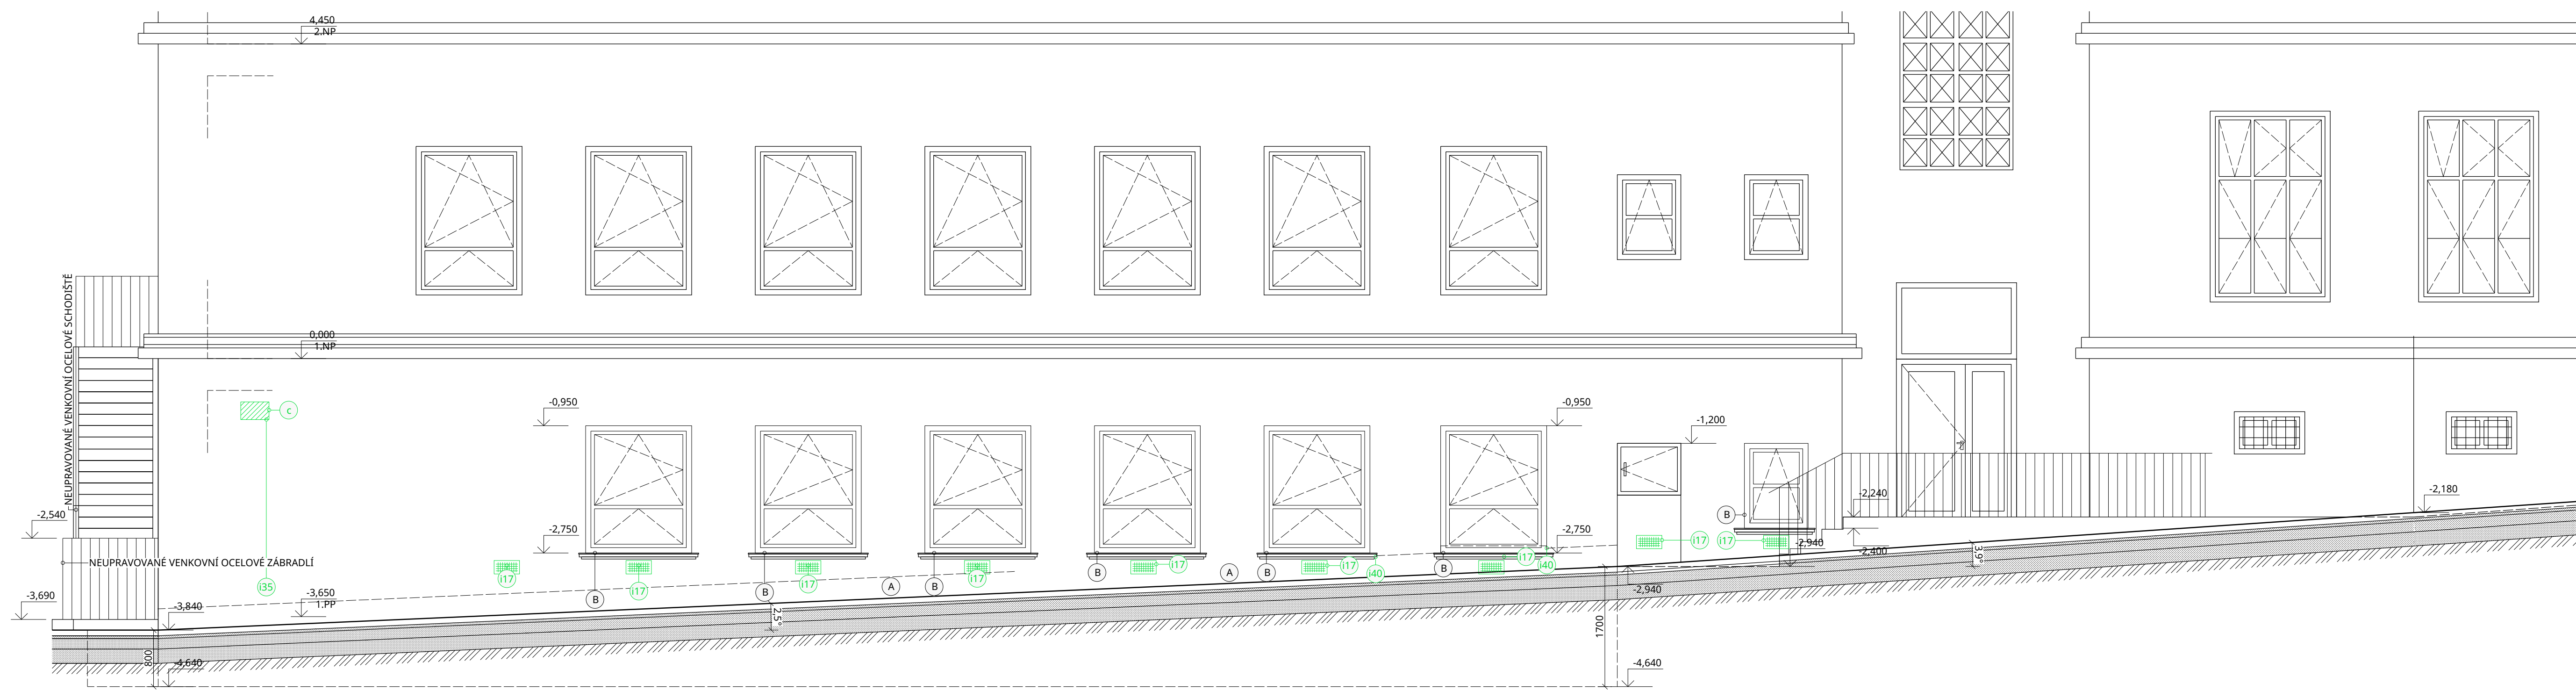 4,450
2.NP
0,000
1.NP
NEUPRAVOVANÉ VENKOVNÍ OCELOVÉ SCHODIŠTĚ
c
-0,950
-0,950
-1,200
-2,240
-2,180
-2,540
-2,750
-2,750
B
i17
i17
-2,940
-2,400
3,9°
NEUPRAVOVANÉ VENKOVNÍ OCELOVÉ ZÁBRADLÍ
i35
i17
i17
i17
i17
i17
i17
i17
i40
i40
B
B
A
B
B
A
B
B
-3,690
-3,840
-3,650
1.PP
2,5°
-2,940
800
-4,640
1700
-4,640